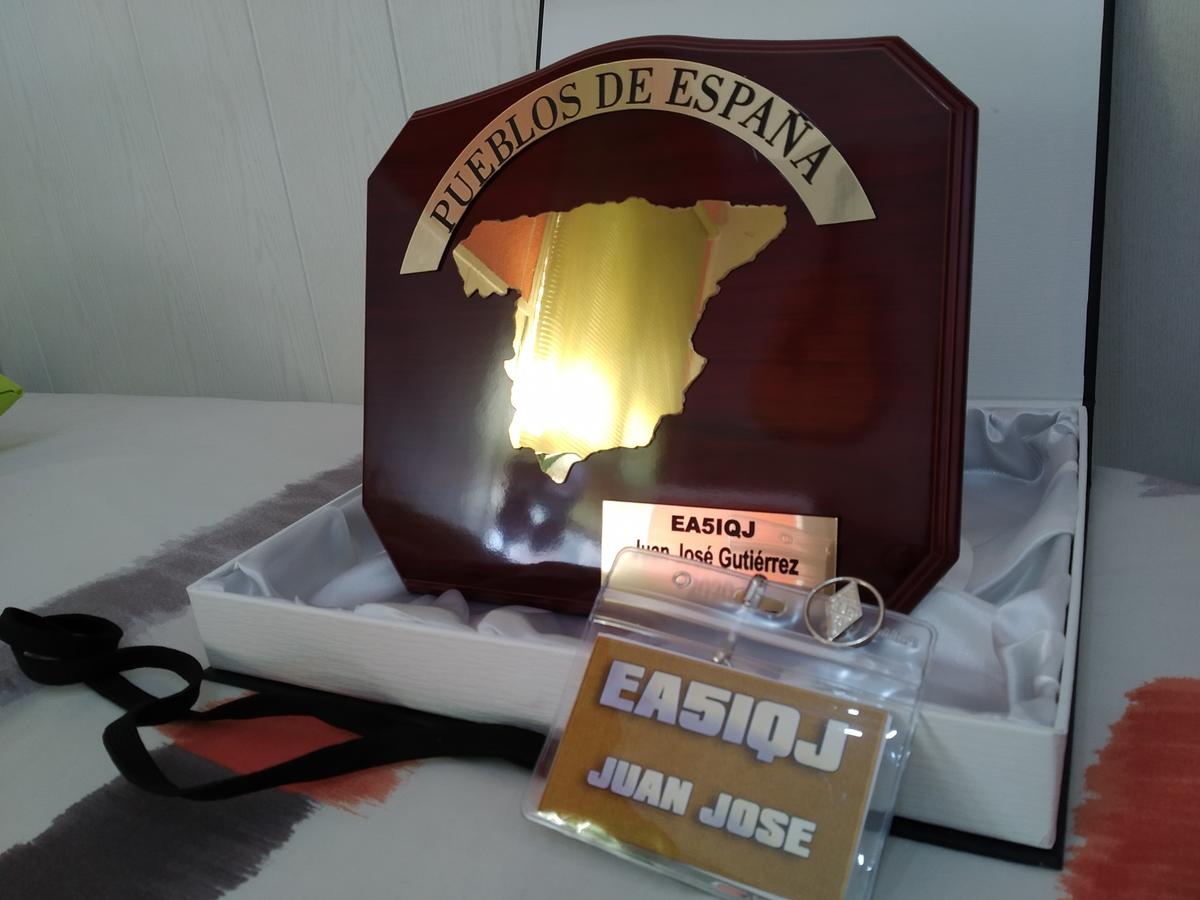 PUEBLOS DE ESPAÑA
EA5IQJ
Juan José Gutiérrez
EA5IQJ
JUAN JOSE